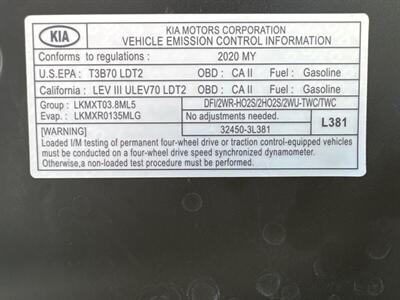 KIA
KIA MOTORS CORPORATION
VEHICLE EMISSION CONTROL INFORMATION
Conforms to regulations : 2020 MY
U.S.EPA : T3B70 LDT2 OBD : CA II Fuel : Gasoline
California : LEV III ULEV70 LDT2 OBD : CA II Fuel : Gasoline
Group : LKMXT03.8ML5 DFI/2WR-HO2S/2HO2S/2WU-TWC/TWC
Evap. : LKMXR0135MLG No adjustments needed. L381
[WARNING] 32450-3L381
Loaded I/M testing of permanent four-wheel drive or traction control-equipped vehicles
must be conducted on a four-wheel drive speed synchronized dynamometer.
Otherwise,a non-loaded test procedure must be followed.